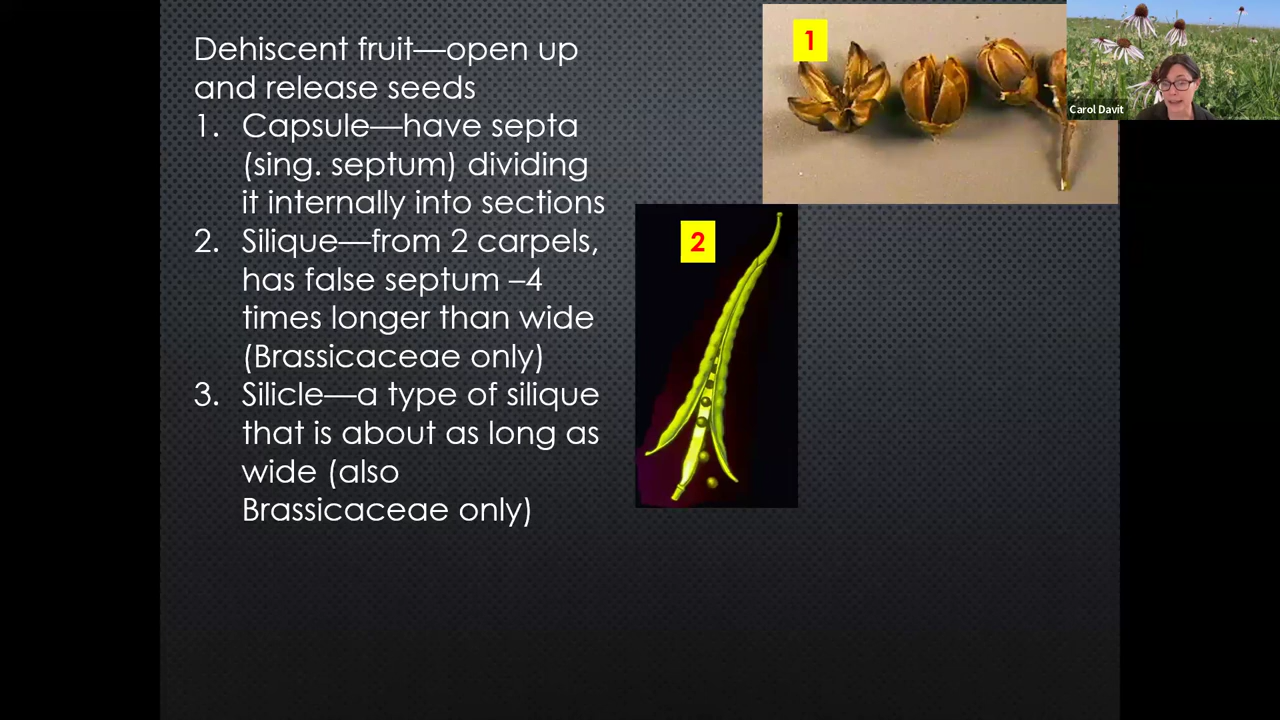 Dehiscent fruit—open up
and release seeds
1. Capsule—have septa
(sing. septum) dividing
it internally into sections
2. Silique—from 2 carpels,
has false septum –4
times longer than wide
(Brassicaceae only)
3. Silicle—a type of silique
that is about as long as
wide (also
Brassicaceae only)
1
2
Carol Davit